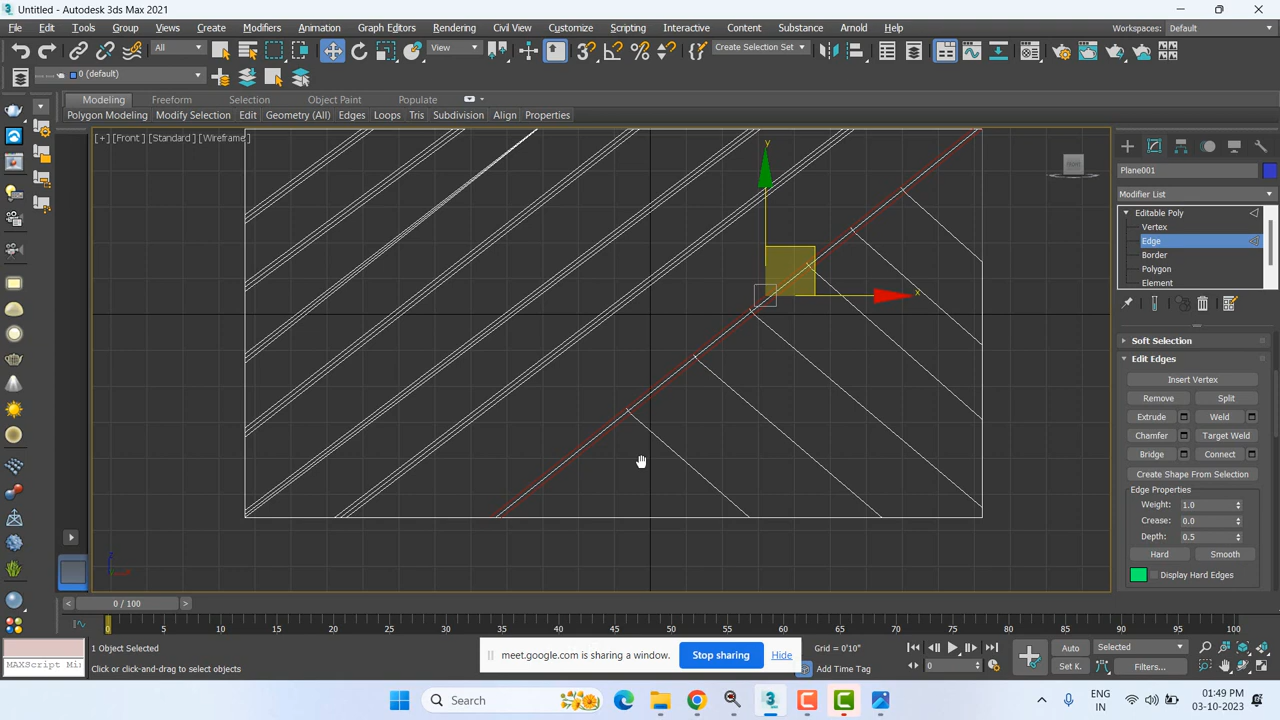 Untitled - Autodesk 3ds Max 2021
File Edit Tools Group Views Create Modifiers Animation Graph Editors Rendering Civil View Customize Scripting Interactive Content Substance Arnold Help Workspaces: Default
All View Create Selection Set
0 (default)
Modeling Freeform Selection Object Paint Populate
Polygon Modeling Modify Selection Edit Edges Loops Geometry (All) Tris Subdivision Align Properties
[+] [Front ] [Standard ] [Wireframe ]
FRONT
y
x
Plane001
Modifier List
Editable Poly
Vertex
Edge
Border
Polygon
Element
Soft Selection
Edit Edges
Insert Vertex
Remove Split
Extrude Weld
Chamfer Target Weld
Bridge Connect
Create Shape From Selection
Edge Properties
Weight: 1.0
Crease: 0.0
Depth: 0.5
Hard Smooth
Display Hard Edges
< 0 / 100 >
0 5 10 15 20 25 30 35 40 45 50 55 60 65 70 75 80 85 90 95 100
1 Object Selected
Click or click-and-drag to select objects
MAXScript Mi
meet.google.com is sharing a window. Stop sharing Hide
Grid = 0'10"
Add Time Tag
0
Auto Selected
Set K. Filters...
Search
ENG
IN
01:49 PM
03-10-2023